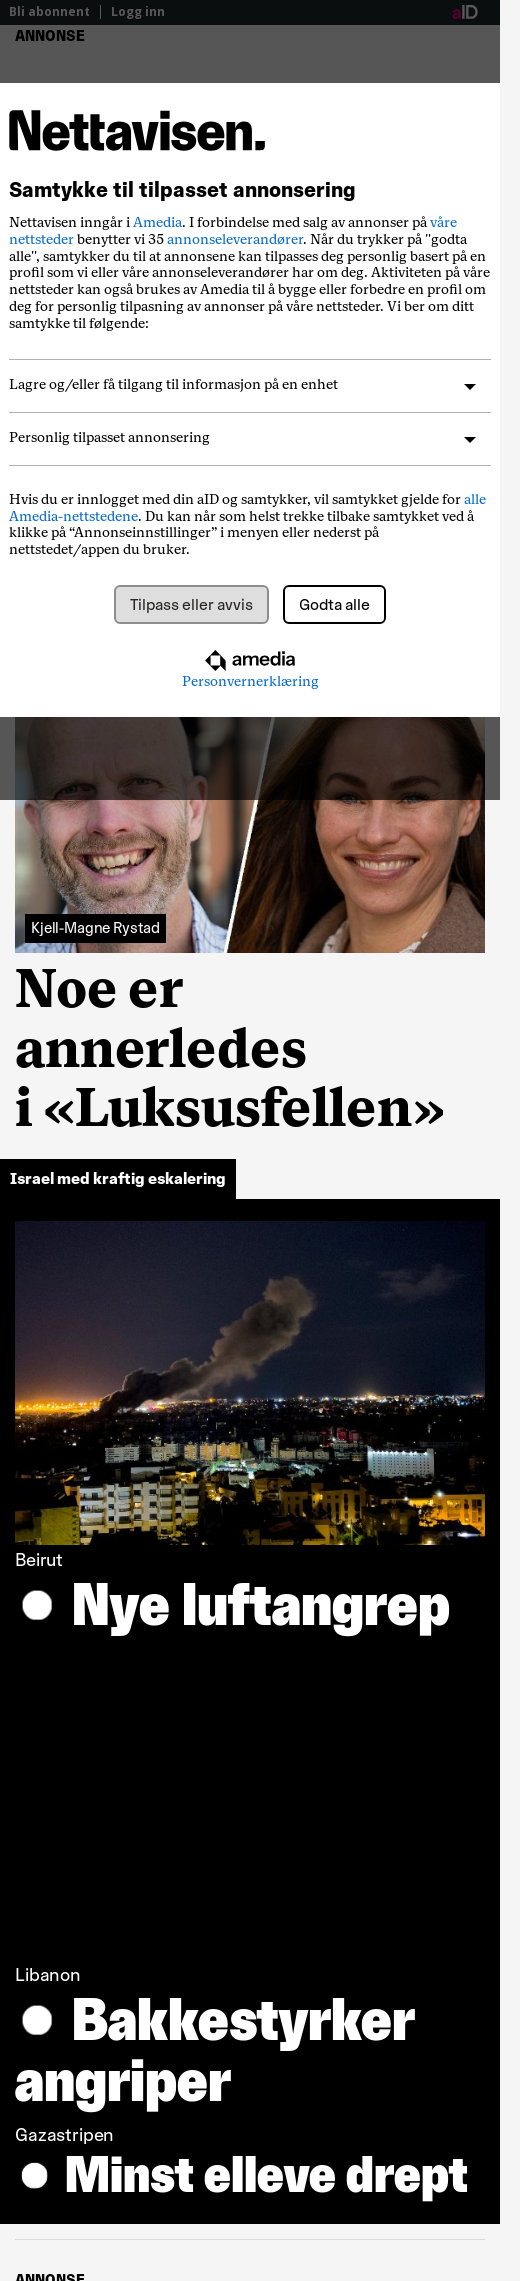 Bli abonnent
Logg inn
aID
ANNONSE
Nettavisen.
Samtykke til tilpasset annonsering
Nettavisen inngår i Amedia. I forbindelse med salg av annonser på våre
nettsteder benytter vi 35 annonseleverandører. Når du trykker på "godta
alle", samtykker du til at annonsene kan tilpasses deg personlig basert på en
profil som vi eller våre annonseleverandører har om deg. Aktiviteten på våre
nettsteder kan også brukes av Amedia til å bygge eller forbedre en profil om
deg for personlig tilpasning av annonser på våre nettsteder. Vi ber om ditt
samtykke til følgende:
Lagre og/eller få tilgang til informasjon på en enhet
Personlig tilpasset annonsering
Hvis du er innlogget med din aID og samtykker, vil samtykket gjelde for alle
Amedia-nettstedene. Du kan når som helst trekke tilbake samtykket ved å
klikke på “Annonseinnstillinger” i menyen eller nederst på
nettstedet/appen du bruker.
Tilpass eller avvis
Godta alle
amedia
Personvernerklæring
Kjell-Magne Rystad
Noe er
annerledes
i «Luksusfellen»
Israel med kraftig eskalering
Beirut
Nye luftangrep
Libanon
Bakkestyrker
angriper
Gazastripen
Minst elleve drept
ANNONSE